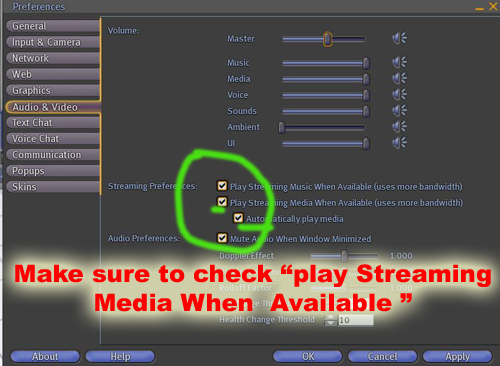 Preferences
General
Input & Camera
Network
Web
Graphics
Audio & Video
Text Chat
Voice Chat
Communication
Popups
Skins
Volume:
Master
Music
Media
Voice
Sounds
Ambient
UI
Streaming Preferences:
Play Streaming Music When Available (uses more bandwidth)
Play Streaming Media When Available (uses more bandwidth)
Automatically play media
Audio Preferences:
Mute Audio When Window Minimized
Doppler Effect 1.000
Make sure to check “play Streaming
Media When Available ”
Rolloff Factor 1.000
Health Change Threshold 10
About Help OK Cancel Apply